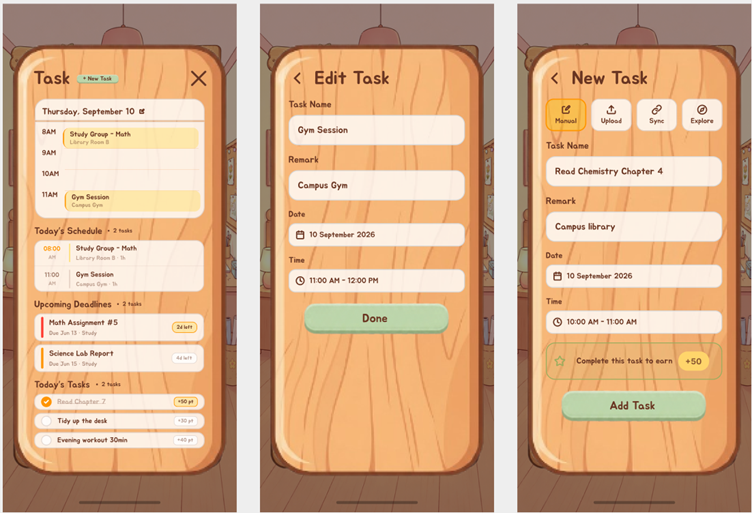 Task
+ New Task
Thursday, September 10
8AM
Study Group - Math
Library Room B
9AM
10AM
11AM
Gym Session
Campus Gym
Today's Schedule • 2 tasks
08:00
AM
Study Group - Math
Library Room B · 1h
11:00
AM
Gym Session
Campus Gym · 1h
Upcoming Deadlines • 2 tasks
Math Assignment #5
Due Jun 13 · Study
2d left
Science Lab Report
Due Jun 15 · Study
4d left
Today's Tasks • 2 tasks
Read Chapter 7
+50 pt
Tidy up the desk
+30 pt
Evening workout 30min
+40 pt
Edit Task
Task Name
Gym Session
Remark
Campus Gym
Date
10 September 2026
Time
11:00 AM - 12:00 PM
Done
New Task
Manual
Upload
Sync
Explore
Task Name
Read Chemistry Chapter 4
Remark
Campus library
Date
10 September 2026
Time
10:00 AM - 11:00 AM
Complete this task to earn
+50
Add Task